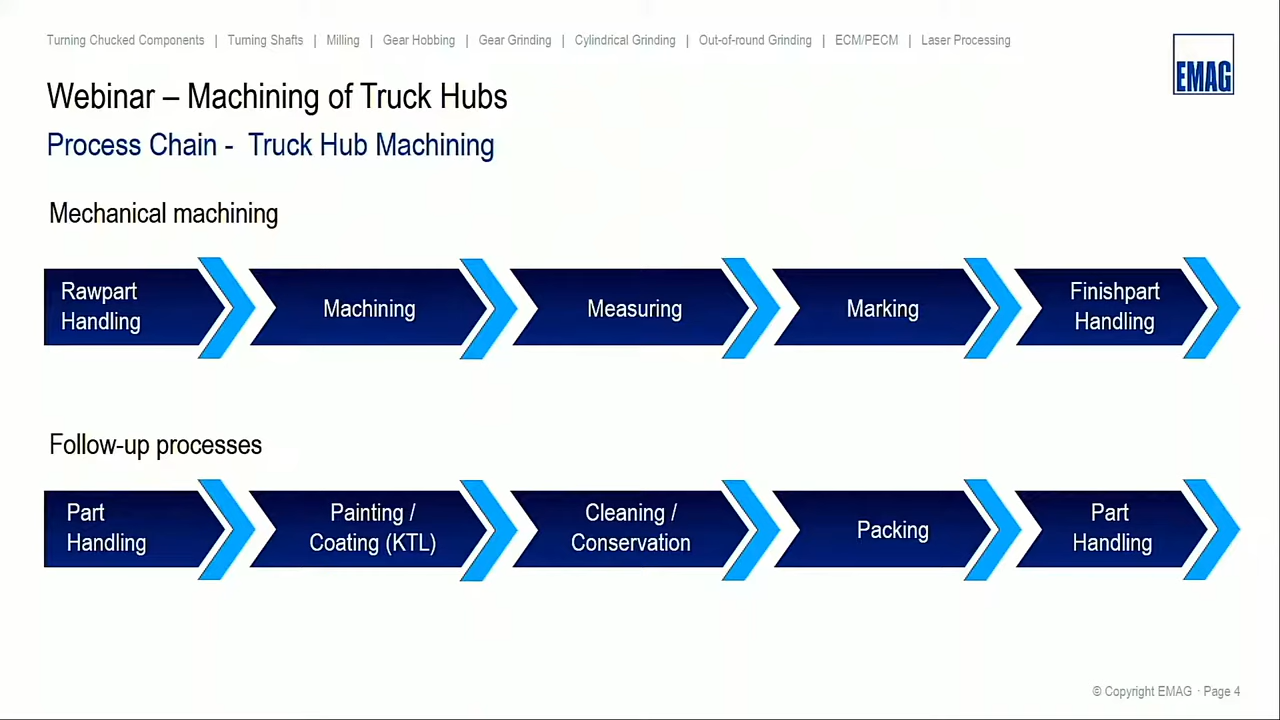 Turning Chucked Components | Turning Shafts | Milling | Gear Hobbing | Gear Grinding | Cylindrical Grinding | Out-of-round Grinding | ECM/PECM | Laser Processing
EMAG
Webinar – Machining of Truck Hubs
Process Chain - Truck Hub Machining
Mechanical machining
Rawpart
Handling
Machining
Measuring
Marking
Finishpart
Handling
Follow-up processes
Part
Handling
Painting /
Coating (KTL)
Cleaning /
Conservation
Packing
Part
Handling
© Copyright EMAG · Page 4